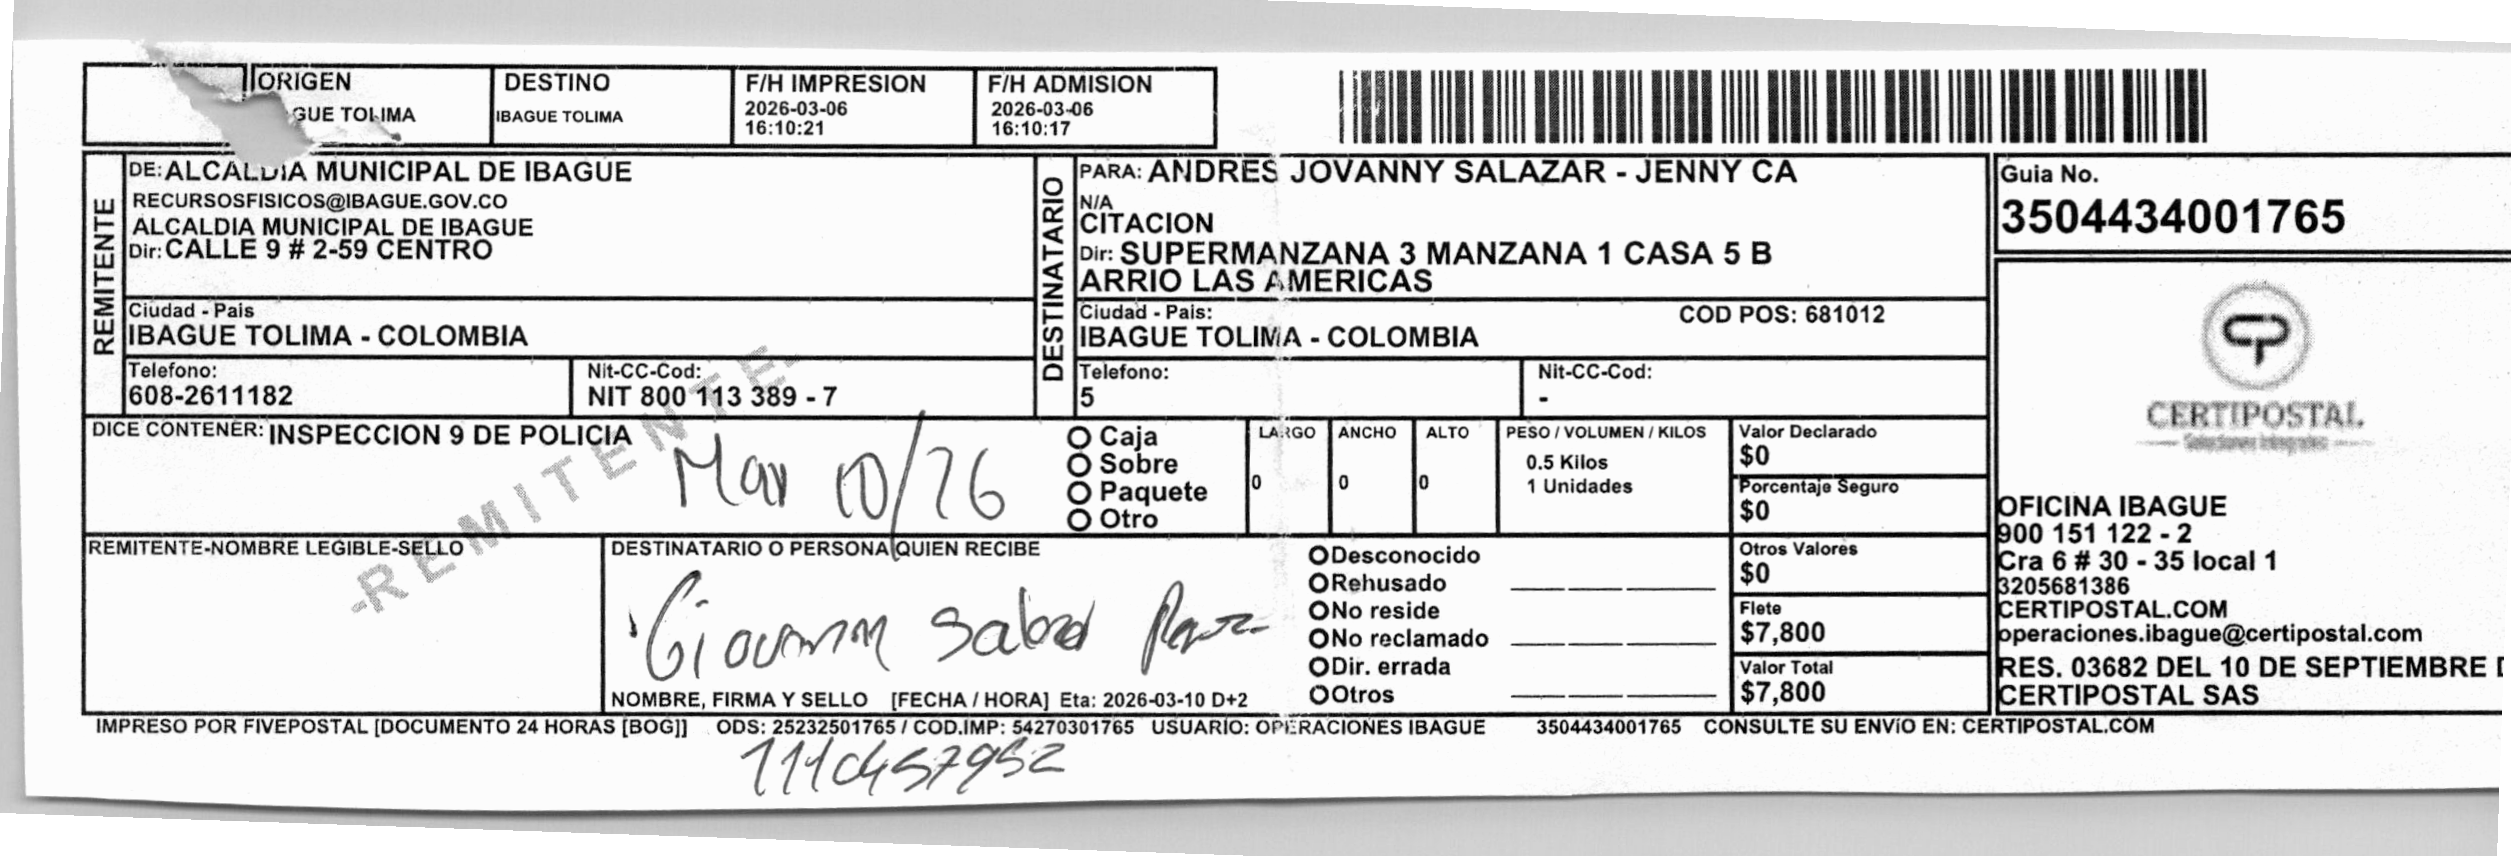 ORIGEN
GUE TOLIMA
DESTINO
IBAGUE TOLIMA
F/H IMPRESION
2026-03-06
16:10:21
F/H ADMISION
2026-03-06
16:10:17
REMITENTE
DE: ALCALDIA MUNICIPAL DE IBAGUE
RECURSOSFISICOS@IBAGUE.GOV.CO
ALCALDIA MUNICIPAL DE IBAGUE
Dir: CALLE 9 # 2-59 CENTRO
Ciudad - Pais
IBAGUE TOLIMA - COLOMBIA
Telefono:
608-2611182
Nit-CC-Cod:
NIT 800 113 389 - 7
DESTINATARIO
PARA: ANDRES JOVANNY SALAZAR - JENNY CA
N/A
CITACION
Dir: SUPERMANZANA 3 MANZANA 1 CASA 5 B
ARRIO LAS AMERICAS
Ciudad - Pais:
COD POS: 681012
IBAGUE TOLIMA - COLOMBIA
Telefono:
5
Nit-CC-Cod:
-
Guia No.
3504434001765
CERTIPOSTAL
Soluciones Integrales
OFICINA IBAGUE
900 151 122 - 2
Cra 6 # 30 - 35 local 1
3205681386
CERTIPOSTAL.COM
operaciones.ibague@certipostal.com
RES. 03682 DEL 10 DE SEPTIEMBRE D
CERTIPOSTAL SAS
DICE CONTENER: INSPECCION 9 DE POLICIA
-REMITENTE-
Mar 10/26
Caja
Sobre
Paquete
Otro
LARGO
0
ANCHO
0
ALTO
0
PESO / VOLUMEN / KILOS
0.5 Kilos
1 Unidades
Valor Declarado
$0
Porcentaje Seguro
$0
REMITENTE-NOMBRE LEGIBLE-SELLO
DESTINATARIO O PERSONA QUIEN RECIBE
NOMBRE, FIRMA Y SELLO [FECHA / HORA] Eta: 2026-03-10 D+2
Desconocido
Rehusado
No reside
No reclamado
Dir. errada
Otros
Otros Valores
$0
Flete
$7,800
Valor Total
$7,800
IMPRESO POR FIVEPOSTAL [DOCUMENTO 24 HORAS [BOG]] ODS: 25232501765 / COD.IMP: 54270301765 USUARIO: OPERACIONES IBAGUE 3504434001765 CONSULTE SU ENVíO EN: CERTIPOSTAL.COM
1110457952